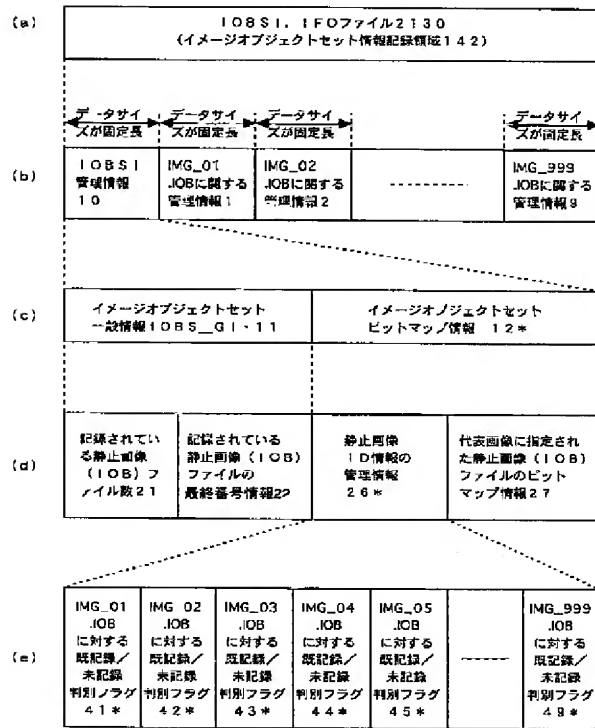 (a)
IOBSI. IFOファイル2130
(イメージオブジェクトセット情報記録領域142)
データサイ
ズが固定長
データサイ
ズが固定長
データサイ
ズが固定長
データサイ
ズが固定長
(b)
IOBSI
管理情報
10
IMG_01
.IOBに関する
管理情報1
IMG_02
.IOBに関する
管理情報2
IMG_999
.IOBに関する
管理情報9
(c)
イメージオブジェクトセット
一般情報IOBS_GI・11
イメージオブジェクトセット
ビットマップ情報 12*
(d)
記録されてい
る静止画像
(IOB)フ
ァイル数21
記録されている
静止画像(IOB)
ファイルの
最終番号情報22
静止画像
ID情報の
管理情報
26*
代表画像に指定され
た静止画像(IOB)
ファイルのビット
マップ情報27
(e)
IMG_01
.IOB
に対する
既記録/
未記録
判別フラグ
41*
IMG_02
.IOB
に対する
既記録/
未記録
判別フラグ
42*
IMG_03
.IOB
に対する
既記録/
未記録
判別フラグ
43*
IMG_04
.IOB
に対する
既記録/
未記録
判別フラグ
44*
IMG_05
.IOB
に対する
既記録/
未記録
判別フラグ
45*
IMG_999
.IOB
に対する
既記録/
未記録
判別フラグ
49*